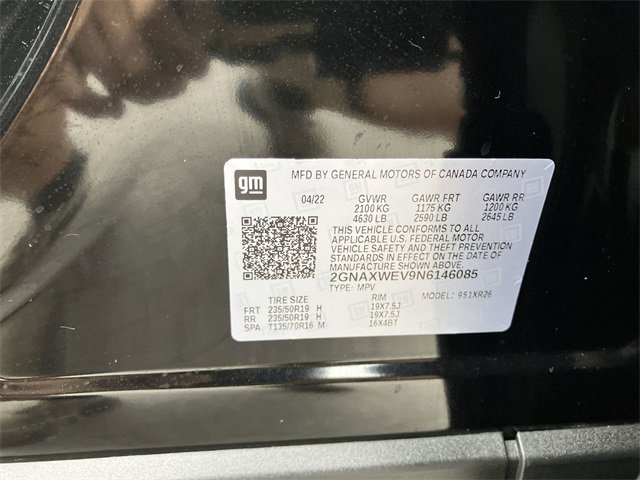 gm MFD BY GENERAL MOTORS OF CANADA COMPANY
04/22 GVWR GAWR FRT GAWR RR
2100 KG 1175 KG 1200 KG
4630 LB 2590 LB 2645 LB
THIS VEHICLE CONFORMS TO ALL
APPLICABLE U.S. FEDERAL MOTOR
VEHICLE SAFETY AND THEFT PREVENTION
STANDARDS IN EFFECT ON THE DATE OF
MANUFACTURE SHOWN ABOVE
2GNAXWEV9N6146085
TYPE: MPV MODEL: 951XR26
TIRE SIZE RIM
FRT 235/50R19 H 19X7.5J
RR 235/50R19 H 19X7.5J
SPA T135/70R16 M 16X4BT